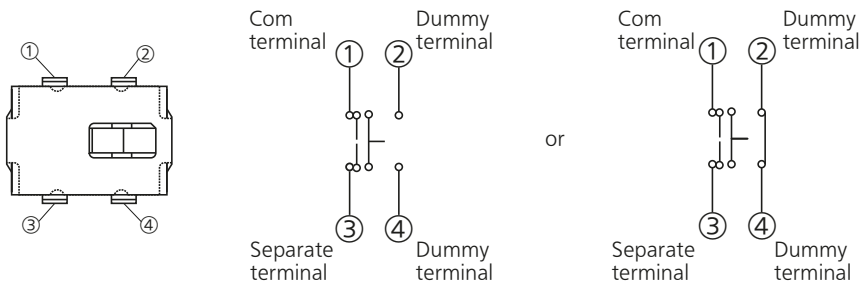 ①
②
③
④
Com
terminal
①
Dummy
terminal
②
Separate
terminal
③
Dummy
terminal
④
or
Com
terminal
①
Dummy
terminal
②
Separate
terminal
③
Dummy
terminal
④